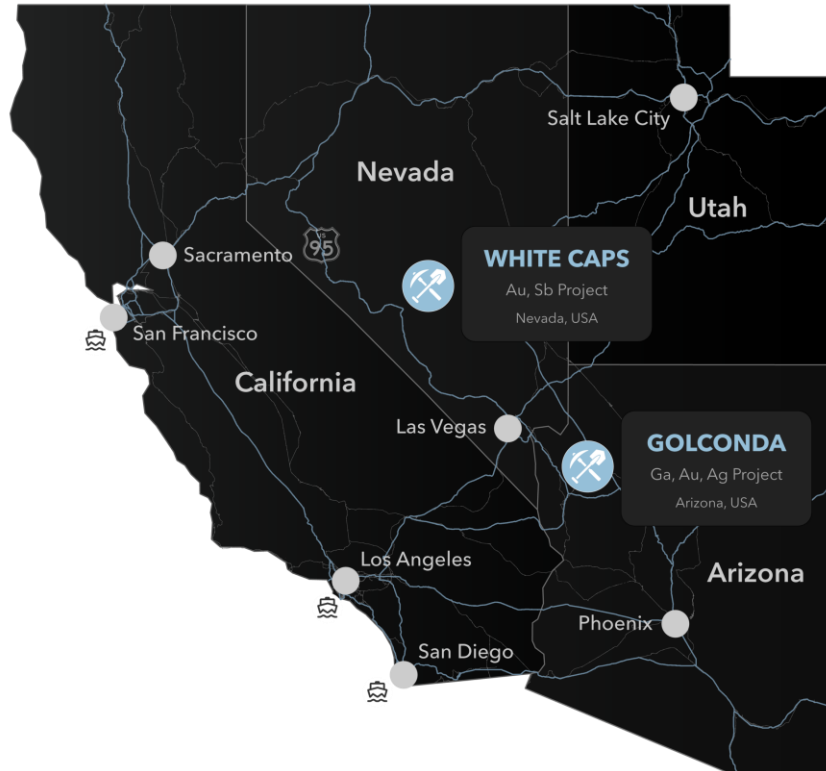 Salt Lake City
Nevada
Utah
US
95
Sacramento
WHITE CAPS
Au, Sb Project
Nevada, USA
San Francisco
California
Las Vegas
GOLCONDA
Ga, Au, Ag Project
Arizona, USA
Los Angeles
Arizona
Phoenix
San Diego